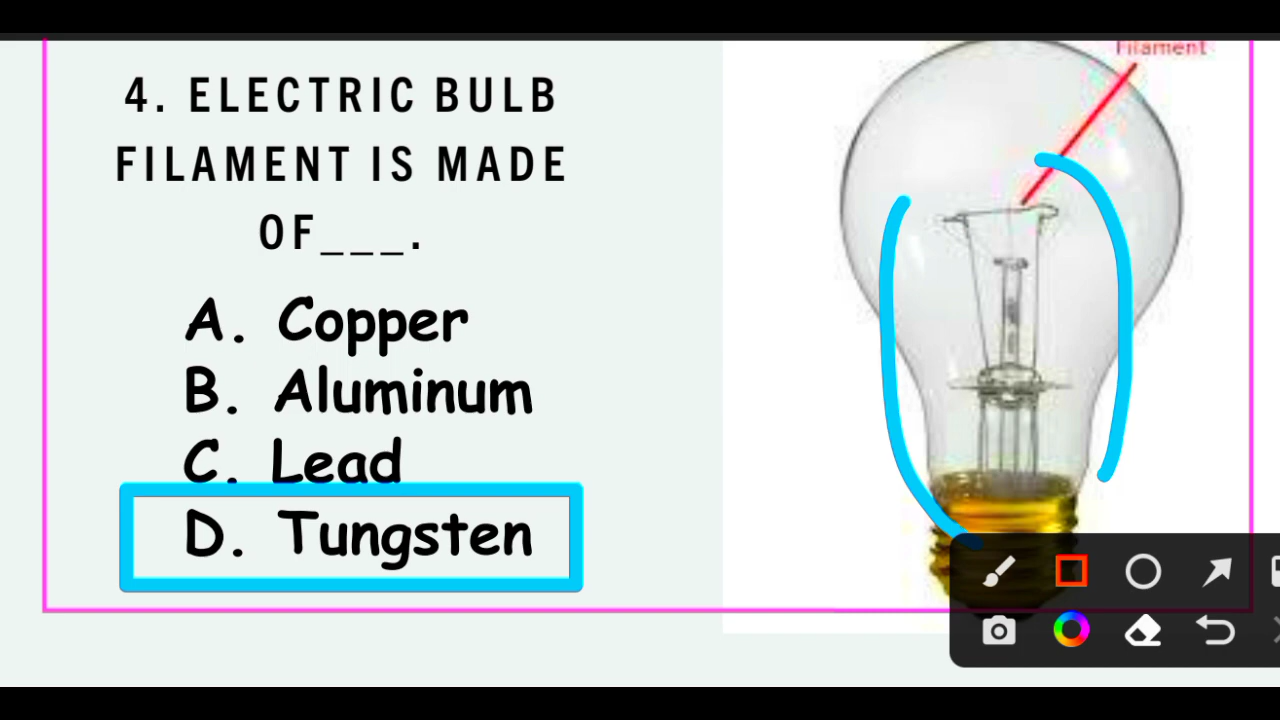 4. ELECTRIC BULB
FILAMENT IS MADE
OF___.
A. Copper
B. Aluminum
C. Lead
D. Tungsten
Filament